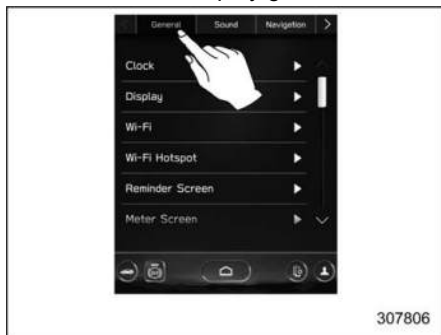 General Sound Navigation
Clock
Display
Wi-Fi
Wi-Fi Hotspot
Reminder Screen
Meter Screen
307806